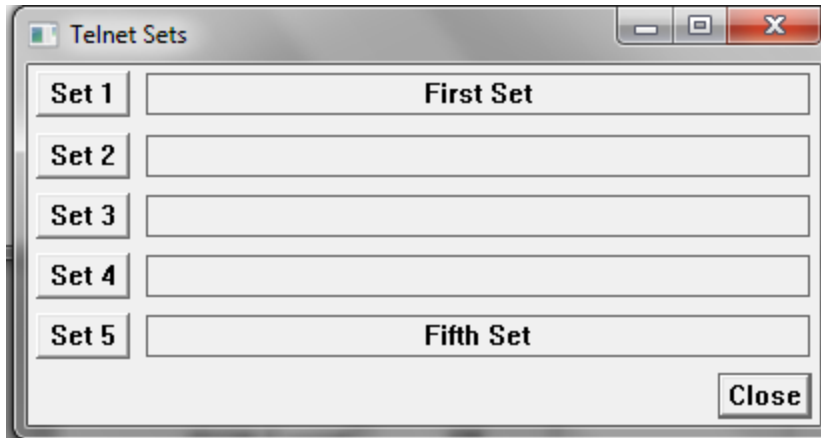 Telnet Sets
Set 1 First Set
Set 2
Set 3
Set 4
Set 5 Fifth Set
Close